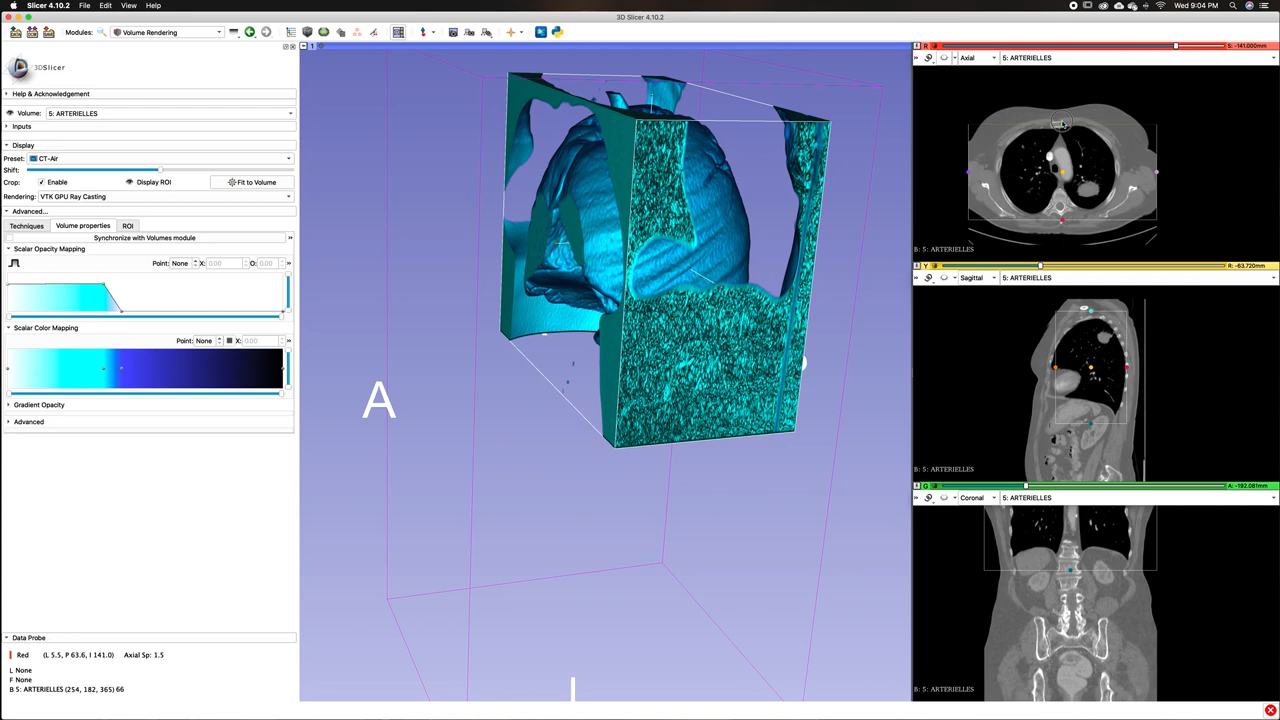 Slicer 4.10.2 File Edit View Help
Wed 9:04 PM
3D Slicer 4.10.2
Modules: Volume Rendering
3DSlicer
Help & Acknowledgement
Volume: 5: ARTERIELLES
Inputs
Display
Preset: CT-Air
Shift:
Crop: Enable Display ROI Fit to Volume
Rendering: VTK GPU Ray Casting
Advanced...
Techniques Volume properties ROI
Synchronize with Volumes module
Scalar Opacity Mapping
Point: None X: 0.00 O: 0.00
Scalar Color Mapping
Point: None X: 0.00
Gradient Opacity
Advanced
Data Probe
Red (L 5.5, P 63.6, I 141.0) Axial Sp: 1.5
L None
F None
B 5: ARTERIELLES (254, 182, 365) 66
1
A
I
R S: -141.000mm
Axial 5: ARTERIELLES
B: 5: ARTERIELLES
Y R: -63.720mm
Sagittal 5: ARTERIELLES
B: 5: ARTERIELLES
G A: -192.081mm
Coronal 5: ARTERIELLES
B: 5: ARTERIELLES